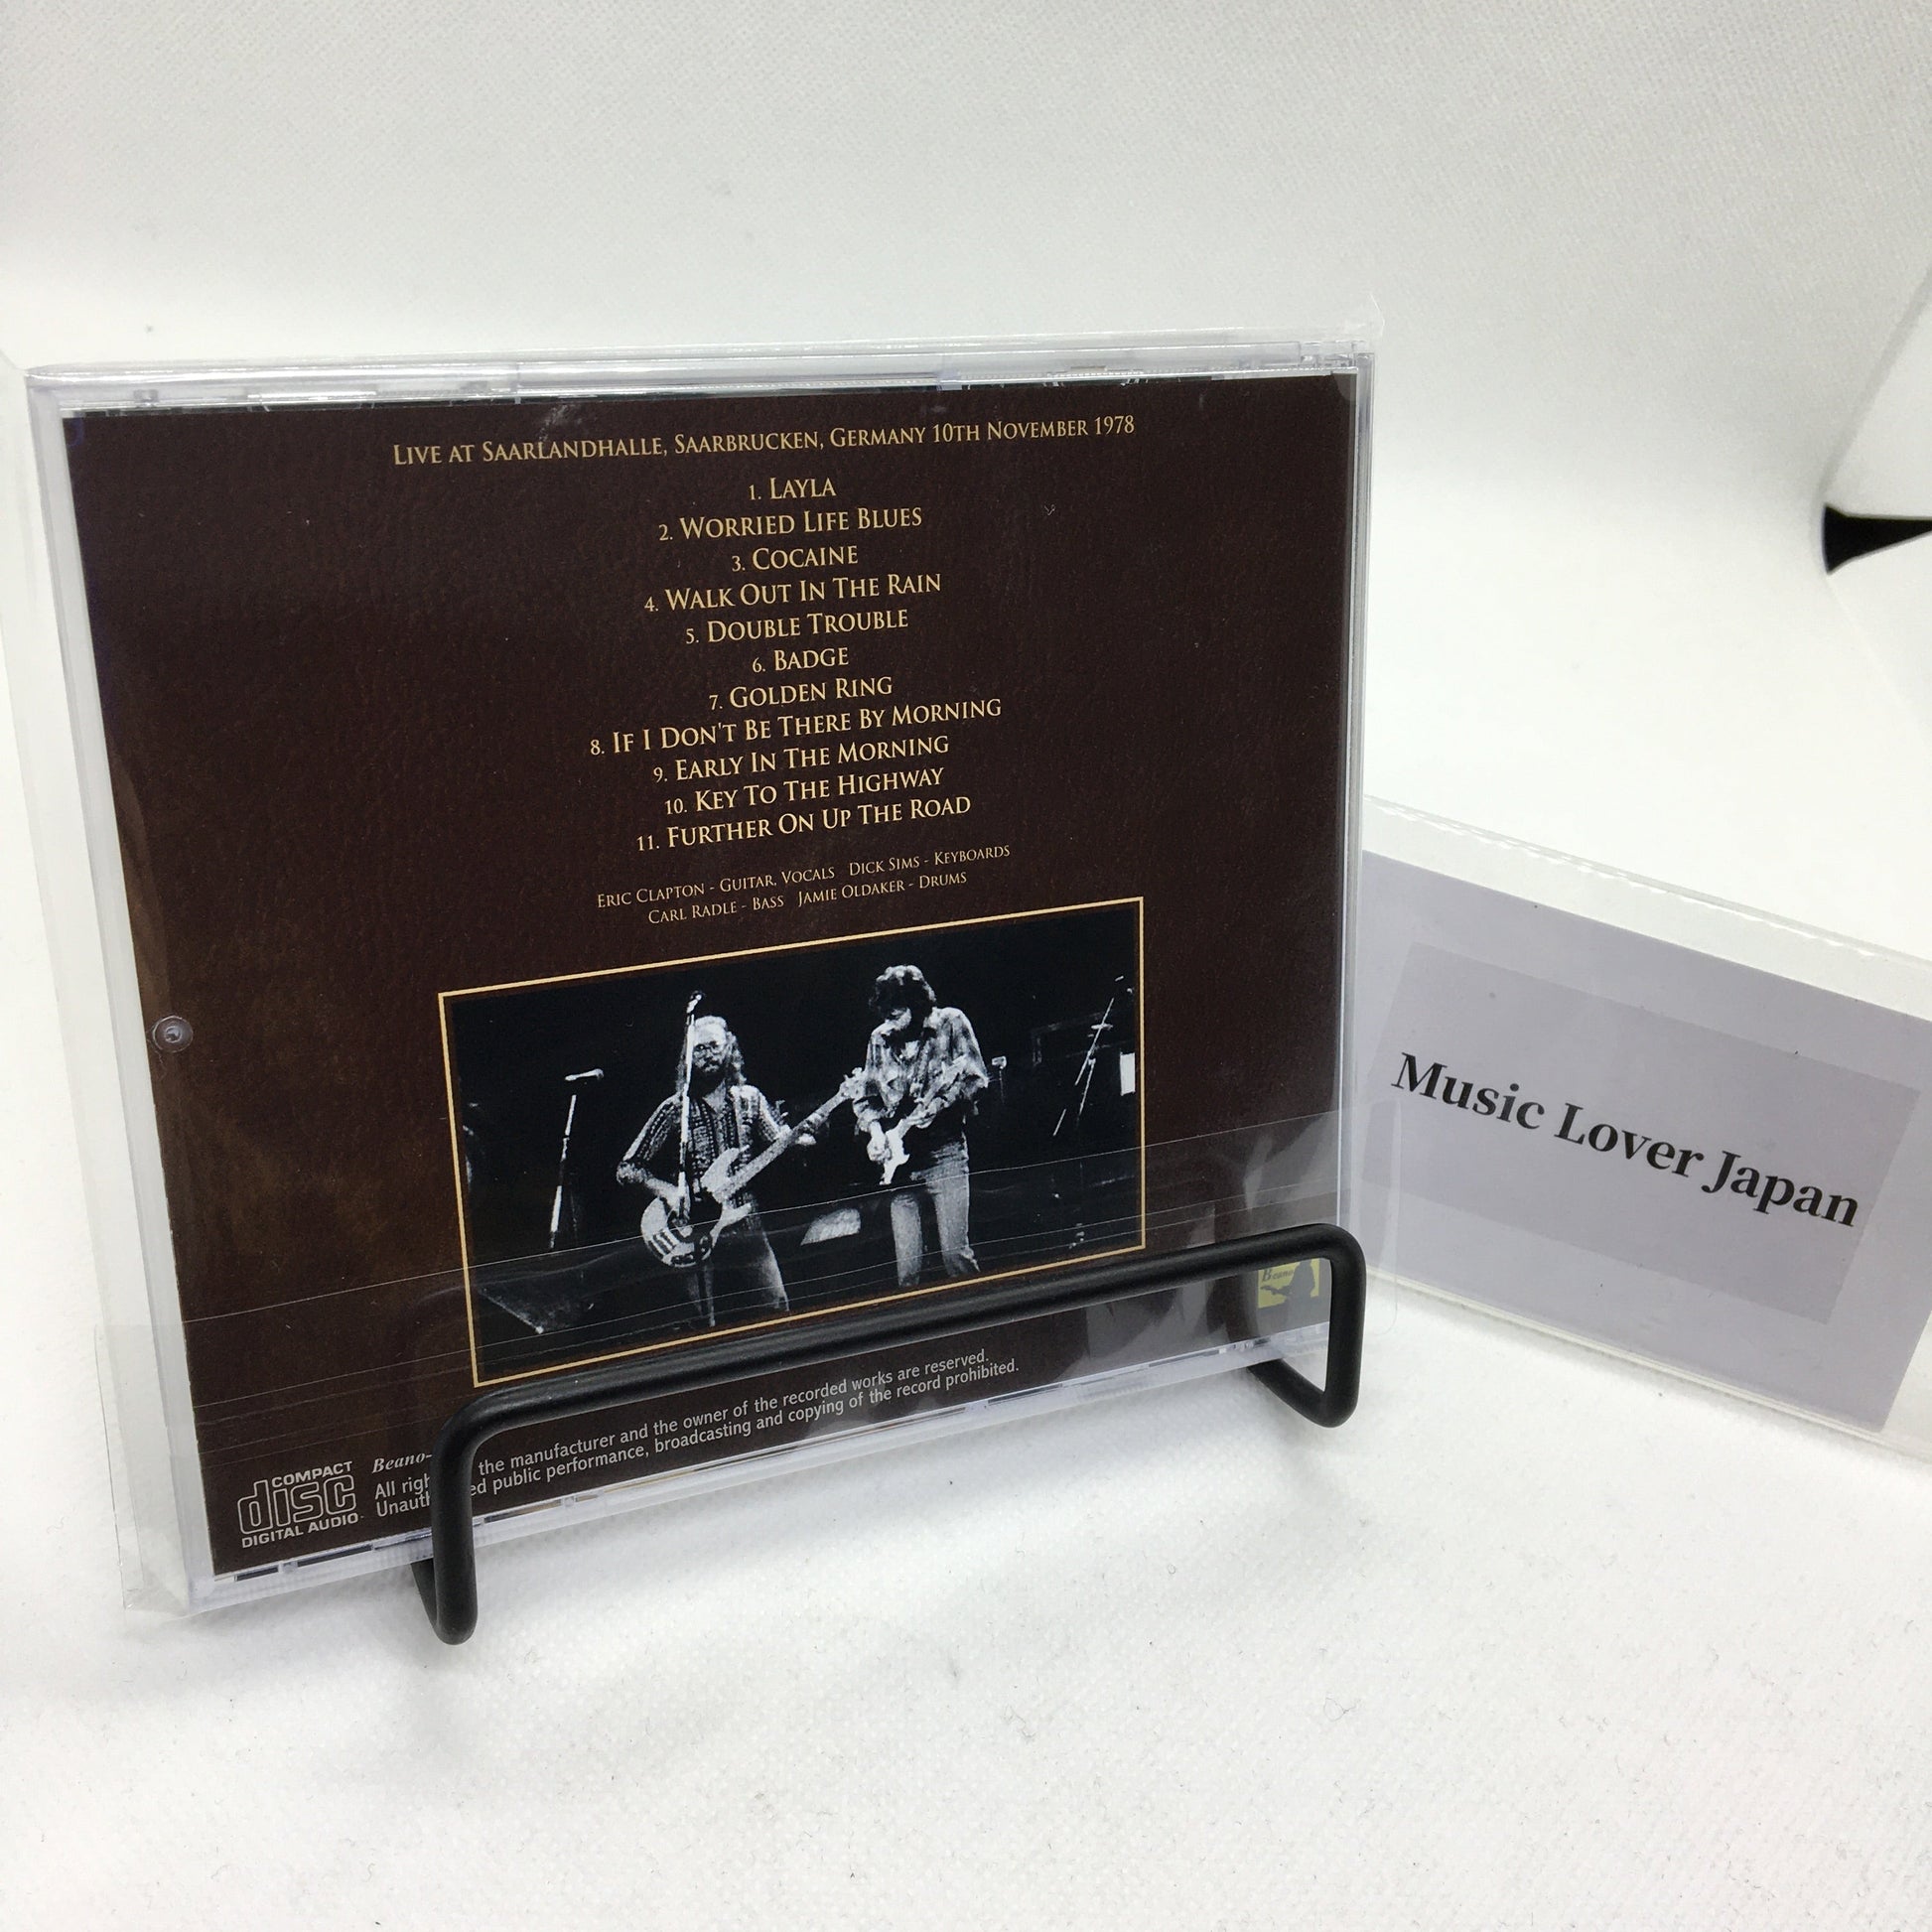 LIVE AT SAARLANDHALLE, SAARBRUCKEN, GERMANY 10TH NOVEMBER 1978
1. LAYLA
2. WORRIED LIFE BLUES
3. COCAINE
4. WALK OUT IN THE RAIN
5. DOUBLE TROUBLE
6. BADGE
7. GOLDEN RING
8. IF I DON'T BE THERE BY MORNING
9. EARLY IN THE MORNING
10. KEY TO THE HIGHWAY
11. FURTHER ON UP THE ROAD
ERIC CLAPTON - GUITAR, VOCALS DICK SIMS - KEYBOARDS
CARL RADLE - BASS JAMIE OLDAKER - DRUMS
Beano
Beano-
All the manufacturer and the owner of the recorded works are reserved.
public performance, broadcasting and copying of the record prohibited.
COMPACT
disc
DIGITAL AUDIO
Music Lover Japan